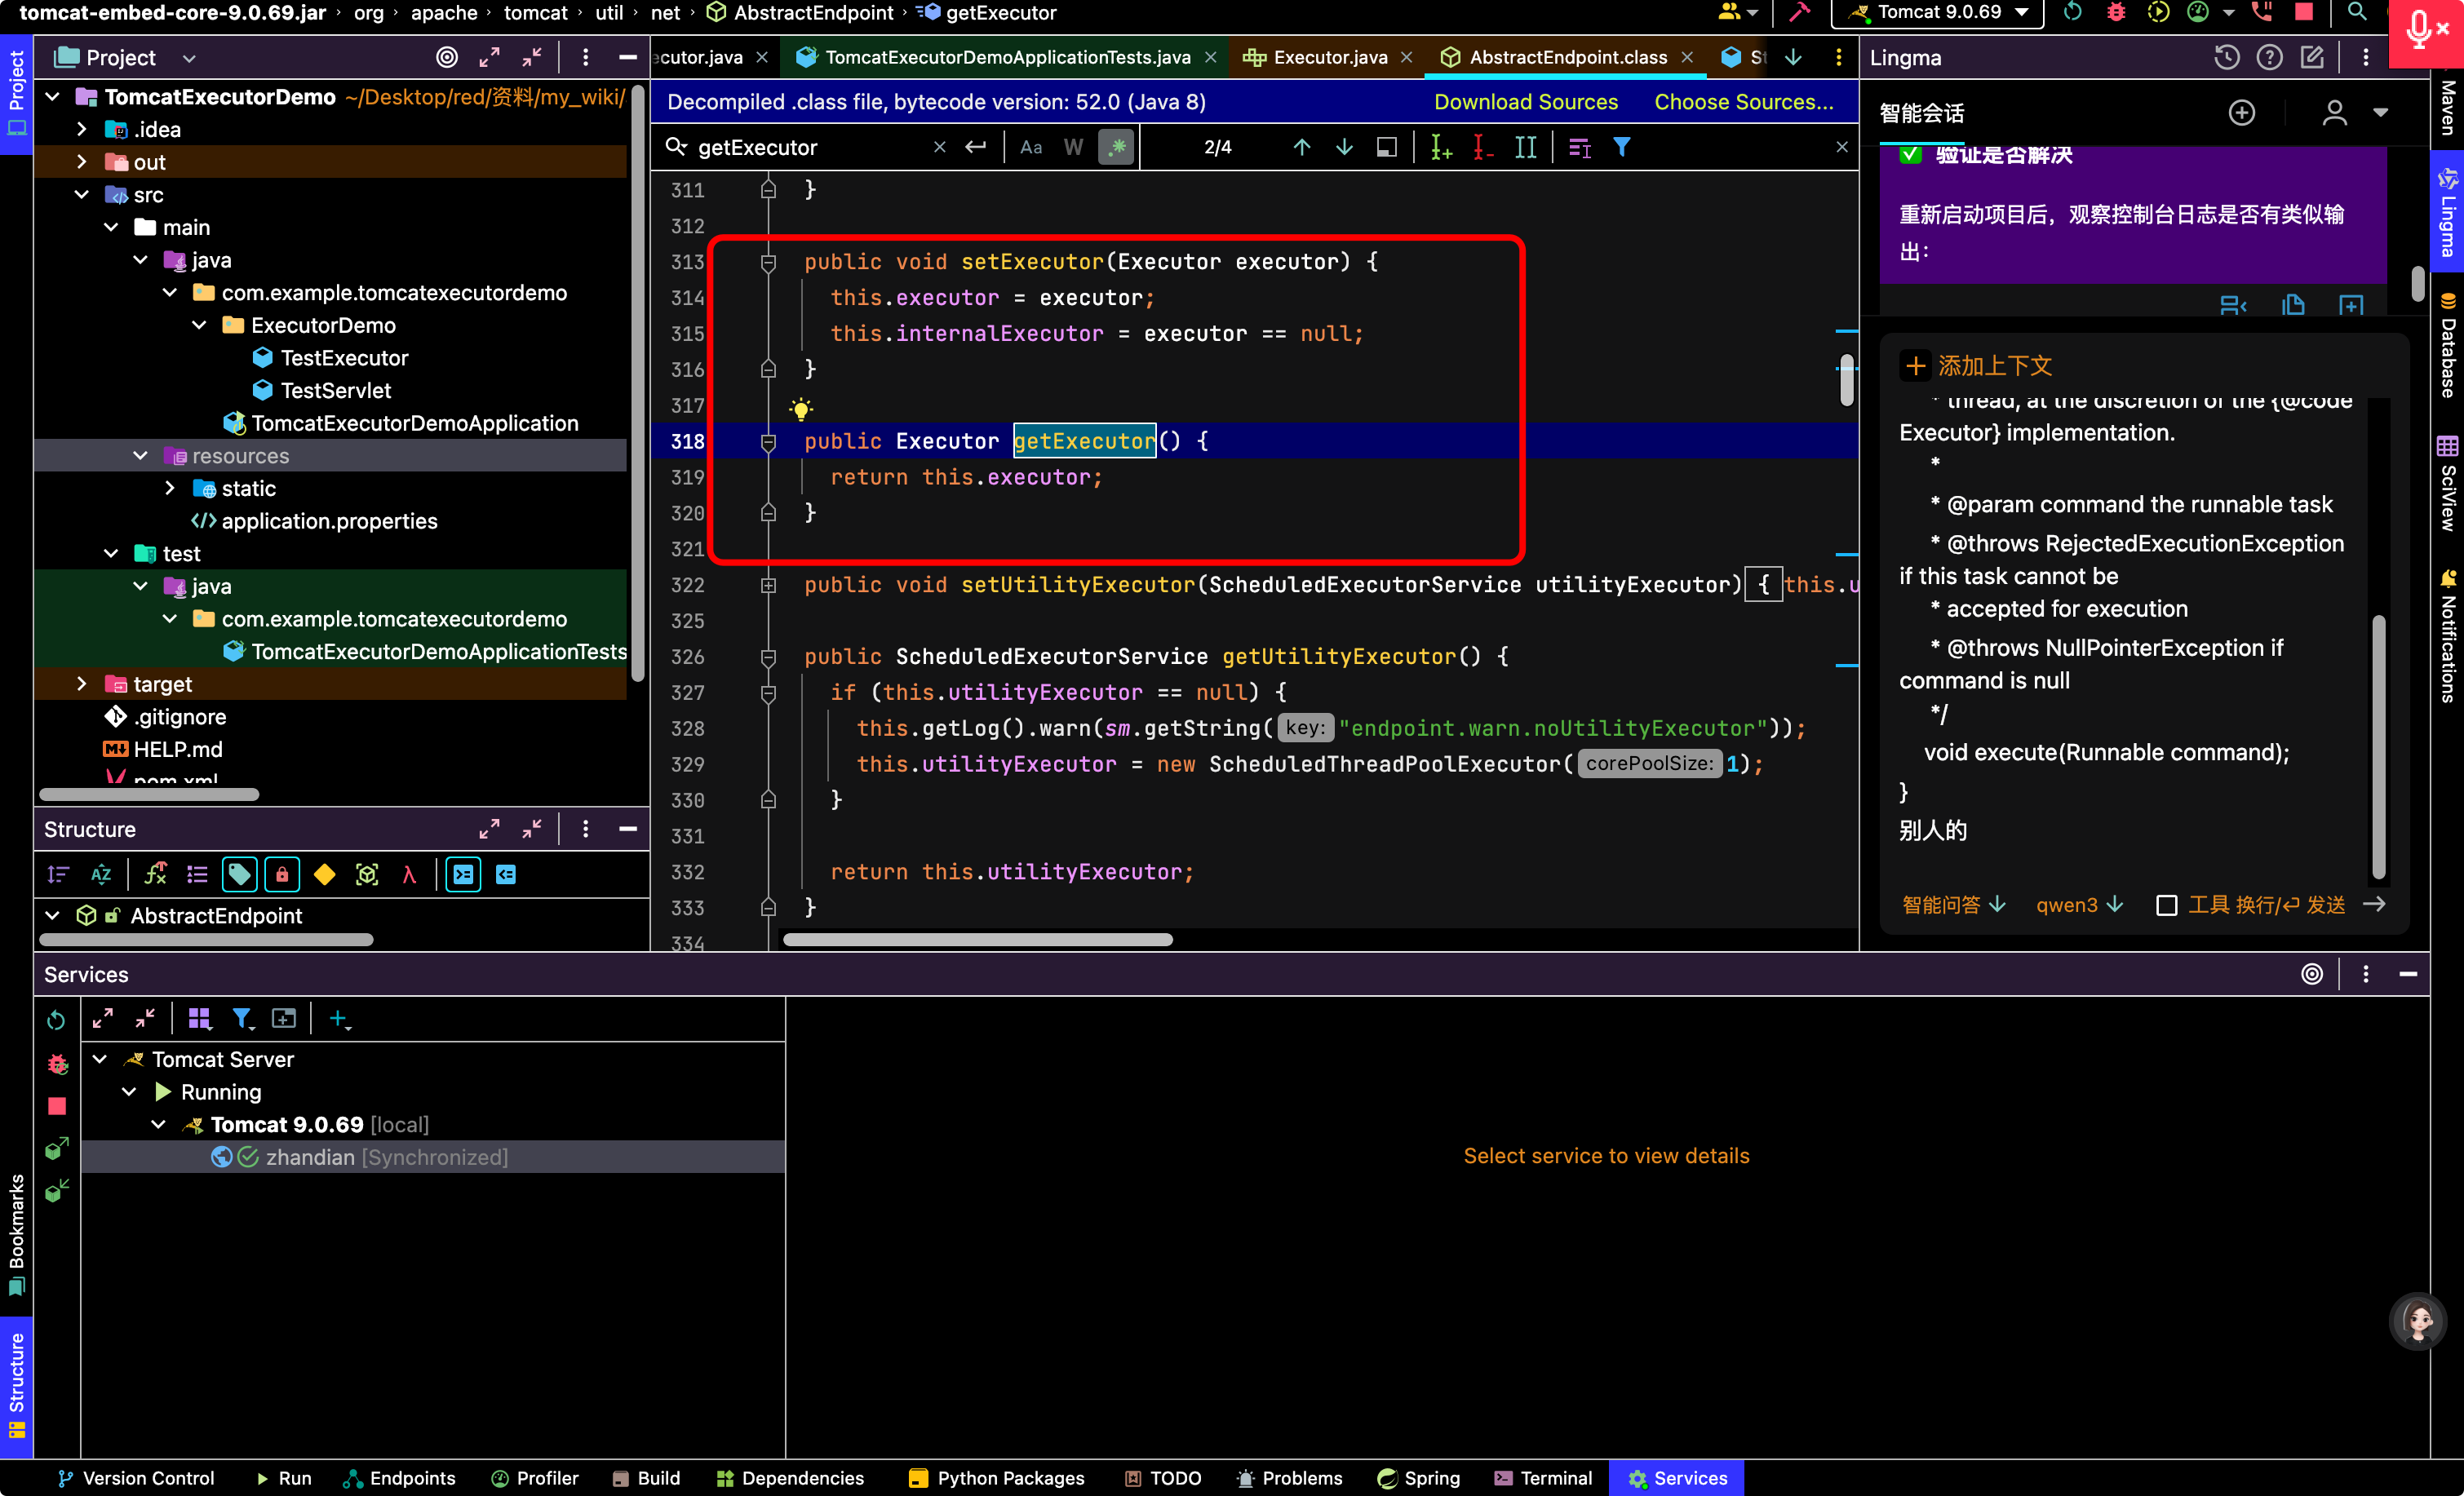 tomcat-embed-core-9.0.69.jar › org › apache › tomcat › util › net › AbstractEndpoint › getExecutor
Tomcat 9.0.69
Project
ecutor.java
TomcatExecutorDemoApplicationTests.java
Executor.java
AbstractEndpoint.class
Lingma
TomcatExecutorDemo ~/Desktop/red/资料/my_wiki/
.idea
out
src
main
java
com.example.tomcatexecutordemo
ExecutorDemo
TestExecutor
TestServlet
TomcatExecutorDemoApplication
resources
static
application.properties
test
java
com.example.tomcatexecutordemo
TomcatExecutorDemoApplicationTests
target
.gitignore
HELP.md
pom.xml
Structure
AbstractEndpoint
Decompiled .class file, bytecode version: 52.0 (Java 8)
Download Sources
Choose Sources...
getExecutor
Aa
W
2/4
311 }
312
313 public void setExecutor(Executor executor) {
314 this.executor = executor;
315 this.internalExecutor = executor == null;
316 }
317
318 public Executor getExecutor() {
319 return this.executor;
320 }
321
322 public void setUtilityExecutor(ScheduledExecutorService utilityExecutor) { this.u
325
326 public ScheduledExecutorService getUtilityExecutor() {
327 if (this.utilityExecutor == null) {
328 this.getLog().warn(sm.getString( key: "endpoint.warn.noUtilityExecutor"));
329 this.utilityExecutor = new ScheduledThreadPoolExecutor( corePoolSize: 1);
330 }
331
332 return this.utilityExecutor;
333 }
334
智能会话
验证是否解决
重新启动项目后，观察控制台日志是否有类似输
出：
添加上下文
* thread, at the discretion of the {@code
Executor} implementation.
*
* @param command the runnable task
* @throws RejectedExecutionException
if this task cannot be
* accepted for execution
* @throws NullPointerException if
command is null
*/
void execute(Runnable command);
}
别人的
智能问答
qwen3
工具 换行/⏎ 发送
Project
Bookmarks
Structure
Maven
Lingma
Database
SciView
Notifications
Services
Tomcat Server
Running
Tomcat 9.0.69 [local]
zhandian [Synchronized]
Select service to view details
Version Control
Run
Endpoints
Profiler
Build
Dependencies
Python Packages
TODO
Problems
Spring
Terminal
Services